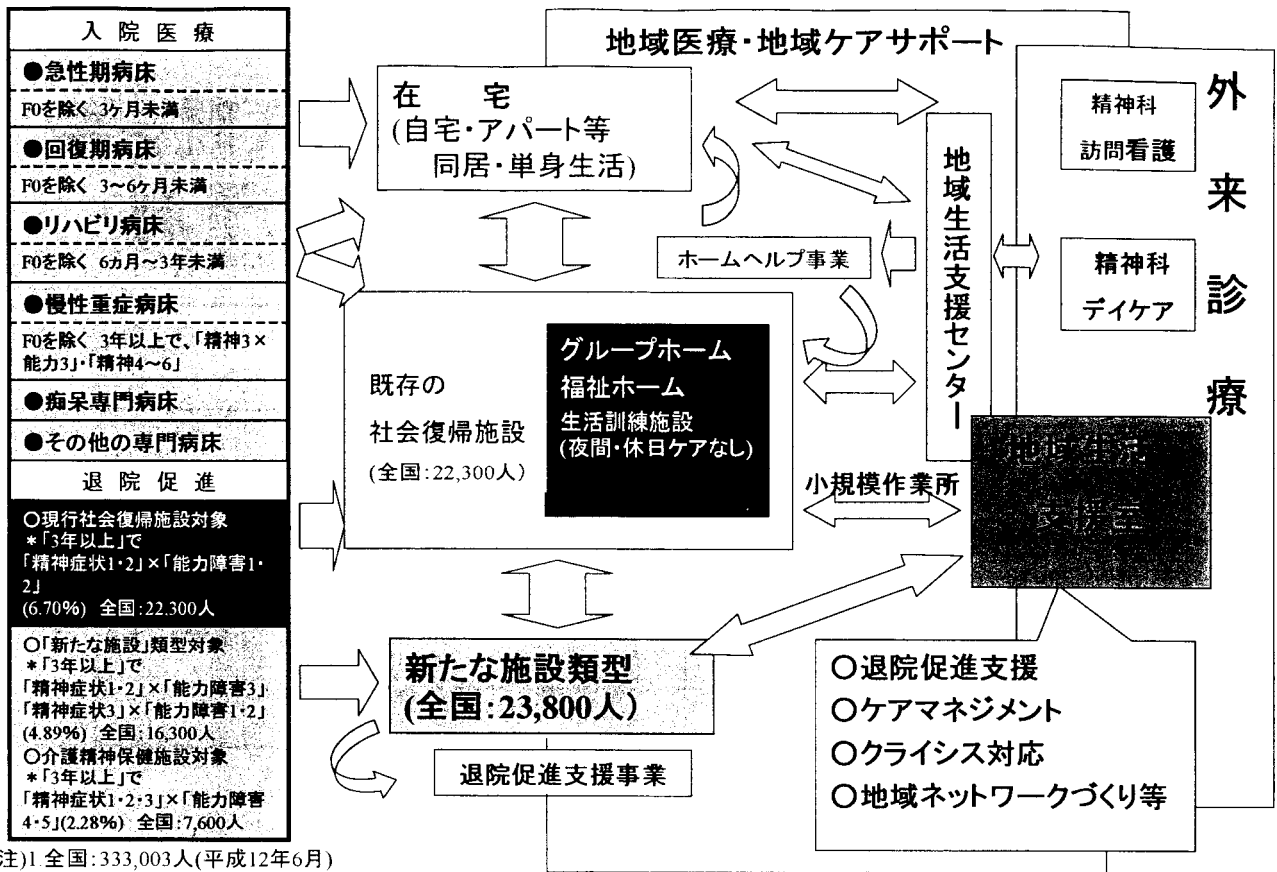 入院医療
●急性期病床
F0を除く 3ヶ月未満
●回復期病床
F0を除く 3～6ヶ月未満
●リハビリ病床
F0を除く 6カ月～3年未満
●慢性重症病床
F0を除く 3年以上で、「精神3×
能力3」・「精神4～6」
●痴呆専門病床
●その他の専門病床
退院促進
○現行社会復帰施設対象
*「3年以上」で
「精神症状1・2」×「能力障害1・
2」
(6.70%) 全国:22.300人
○「新たな施設」類型対象
*「3年以上」で
「精神症状1・2」×「能力障害3」
「精神症状3」×「能力障害1・2」
(4.89%) 全国:16,300人
○介護精神保健施設対象
*「3年以上」で
「精神症状1・2・3」×「能力障害
4・5」(2.28%) 全国:7,600人
注)1.全国:333,003人(平成12年6月)
地域医療・地域ケアサポート
在 宅
(自宅・アパート等
同居・単身生活)
ホームヘルプ事業
既存の
社会復帰施設
(全国:22,300人)
グループホーム
福祉ホーム
生活訓練施設
(夜間・休日ケアなし)
新たな施設類型
(全国:23,800人)
退院促進支援事業
地域生活支援センター
小規模作業所
外来診療
精神科
訪問看護
精神科
デイケア
地域生活
支援室
○退院促進支援
○ケアマネジメント
○クライシス対応
○地域ネットワークづくり等